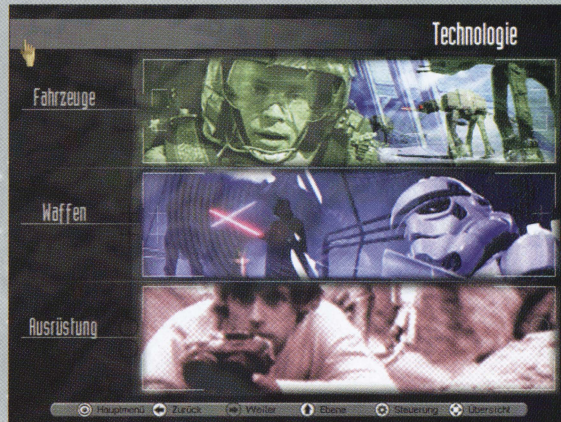 Technologie
Fahrzeuge
Waffen
Ausrüstung
Hauptmenü Zurück Weiter Ebene Steuerung Übersicht